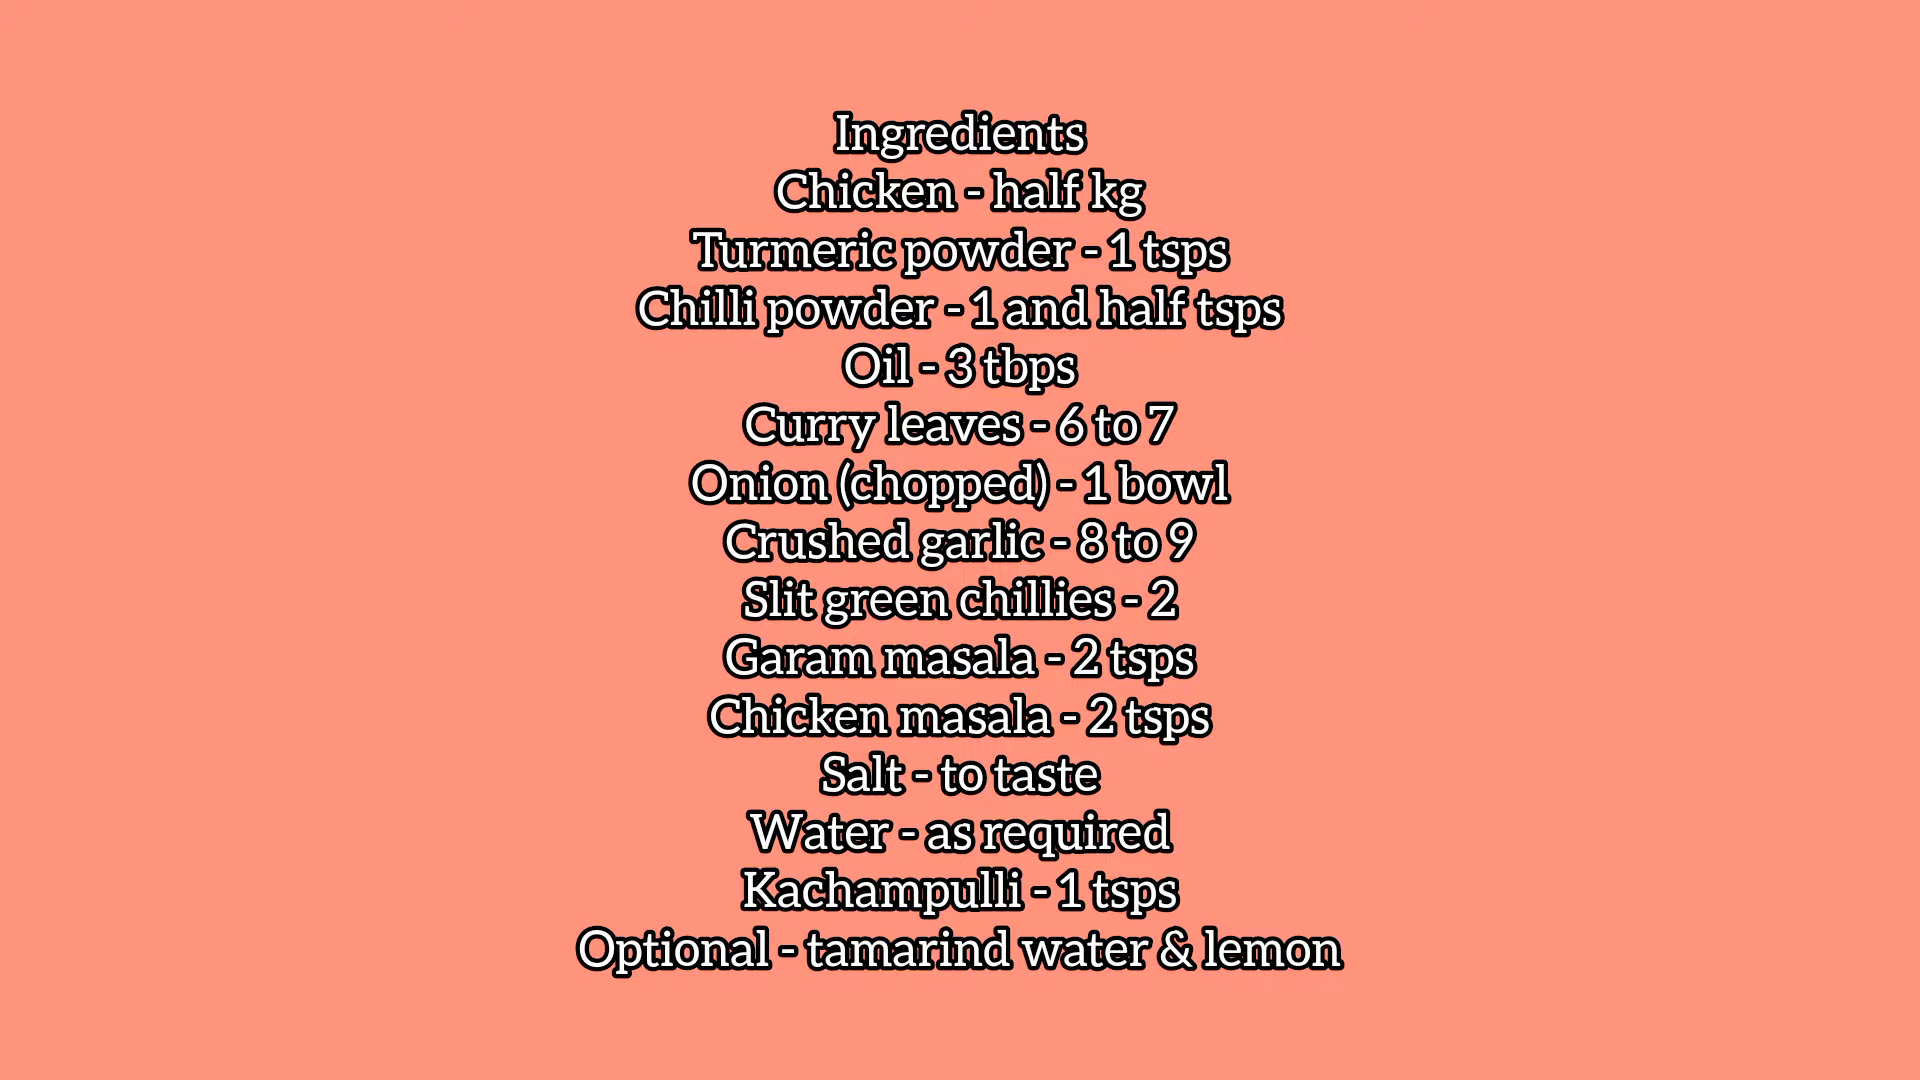 Ingredients
Chicken - half kg
Turmeric powder - 1 tsps
Chilli powder - 1 and half tsps
Oil - 3 tbps
Curry leaves - 6 to 7
Onion (chopped) - 1 bowl
Crushed garlic - 8 to 9
Slit green chillies - 2
Garam masala - 2 tsps
Chicken masala - 2 tsps
Salt - to taste
Water - as required
Kachampulli - 1 tsps
Optional - tamarind water & lemon